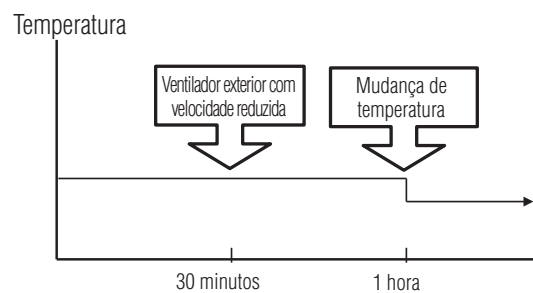 Temperatura
Ventilador exterior com
velocidade reduzida
Mudança de
temperatura
30 minutos
1 hora